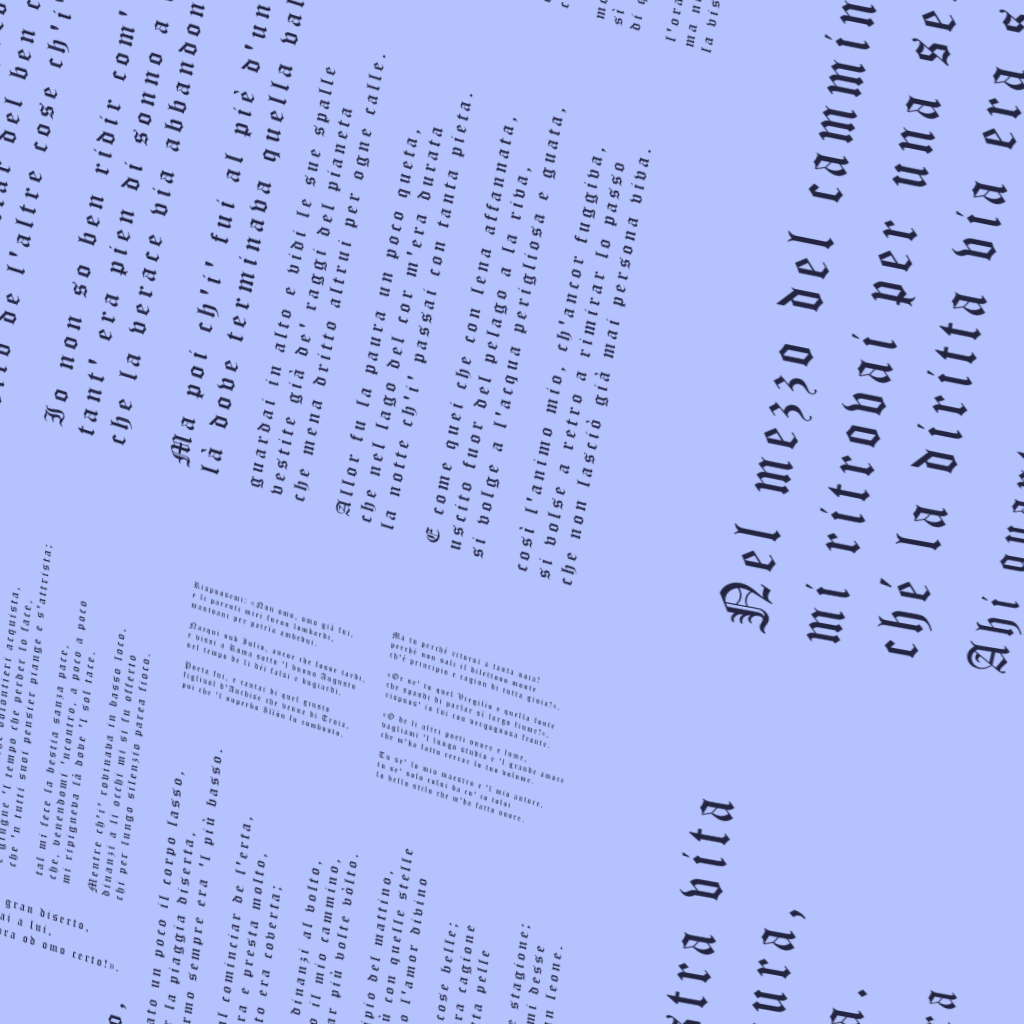 Nel mezzo del cammin
mi ritrovai per una se
ché la diritta via era s
Ahi quant
stra vita
ura,
a.
l'ora
ma n
la vis
tar del ben c
dirò de l'altre cose ch'i'
Io non so ben ridir com'
tant' era pien di sonno a
che la verace via abbandon
Ma poi ch'i' fui al piè d'un
là dove terminava quella val
guardai in alto e vidi le sue spalle
vestite già de' raggi del pianeta
che mena dritto altrui per ogne calle.
Allor fu la paura un poco queta,
che nel lago del cor m'era durata
la notte ch'i' passai con tanta pieta.
E come quei che con lena affannata,
uscito fuor del pelago a la riva,
si volge a l'acqua perigliosa e guata,
così l'animo mio, ch'ancor fuggiva,
si volse a retro a rimirar lo passo
che non lasciò già mai persona viva.
ato un poco il corpo lasso,
r la piaggia diserta,
rmo sempre era 'l più basso.
l cominciar de l'erta,
ra e presta molto,
to era coverta;
dinanzi al volto,
o il mio cammino,
ar più volte vòlto.
ipio del mattino,
ù con quelle stelle
o l'amor divino
cose belle;
ra cagione
ta pelle
stagione;
mi desse
n leone.
volontieri acquista,
giugne 'l tempo che perder lo face,
che 'n tutti suoi pensier piange e s'attrista;
tal mi fece la bestia sanza pace,
che, venendomi 'ncontro, a poco a poco
mi ripigneva là dove 'l sol tace.
Mentre ch'i' rovinava in basso loco,
dinanzi a li occhi mi si fu offerto
chi per lungo silenzio parea fioco.
gran diserto,
ai a lui,
ra od omo certo!».
Rispuosemi: «Non omo, omo già fui,
e li parenti miei furon lombardi,
mantoani per patrïa ambedui.
Nacqui sub Iulio, ancor che fosse tardi,
e vissi a Roma sotto 'l buono Augusto
nel tempo de li dèi falsi e bugiardi.
Poeta fui, e cantai di quel giusto
figliuol d'Anchise che venne di Troia,
poi che 'l superbo Ilïón fu combusto.
Ma tu perché ritorni a tanta noia?
perché non sali il dilettoso monte
ch'è principio e cagion di tutta gioia?».
«Or se' tu quel Virgilio e quella fonte
che spandi di parlar sì largo fiume?»,
rispuos' io lui con vergognosa fronte.
«O de li altri poeti onore e lume,
vagliami 'l lungo studio e 'l grande amore
che m'ha fatto cercar lo tuo volume.
Tu se' lo mio maestro e 'l mio autore,
tu se' solo colui da cu' io tolsi
lo bello stilo che m'ha fatto onore.